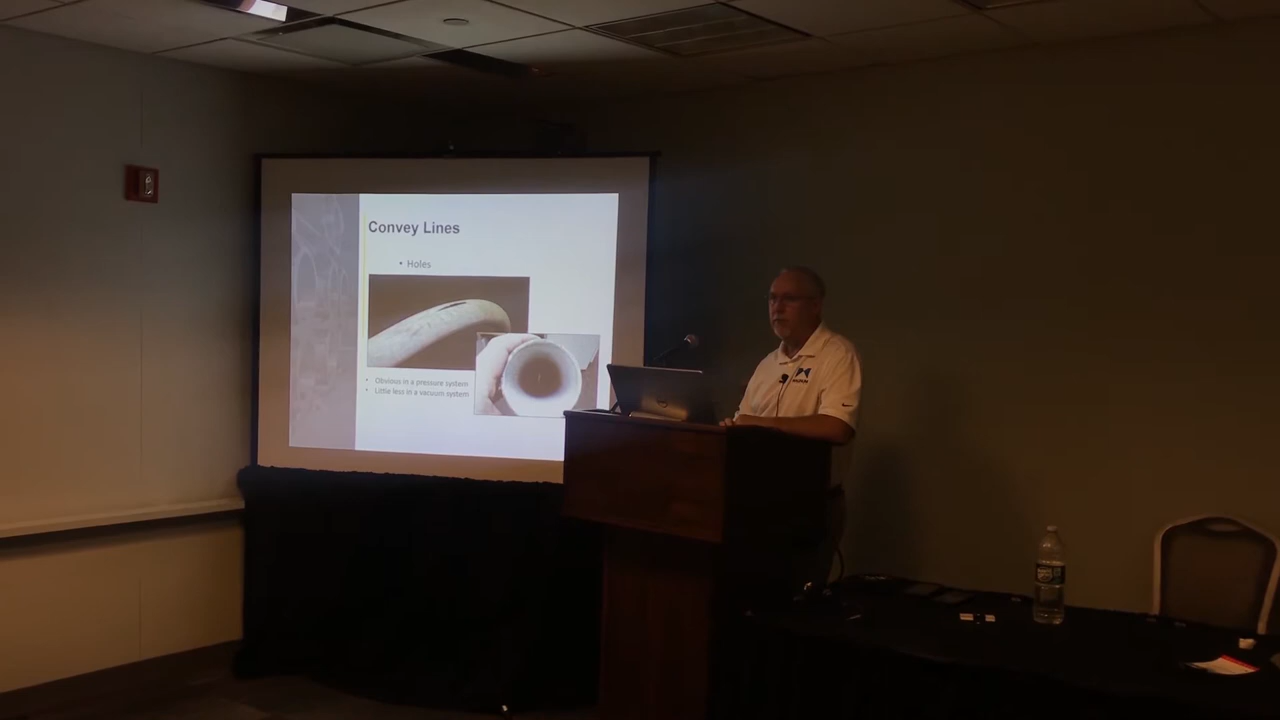 Convey Lines
• Holes
• Obvious in a pressure system
• Little less in a vacuum system